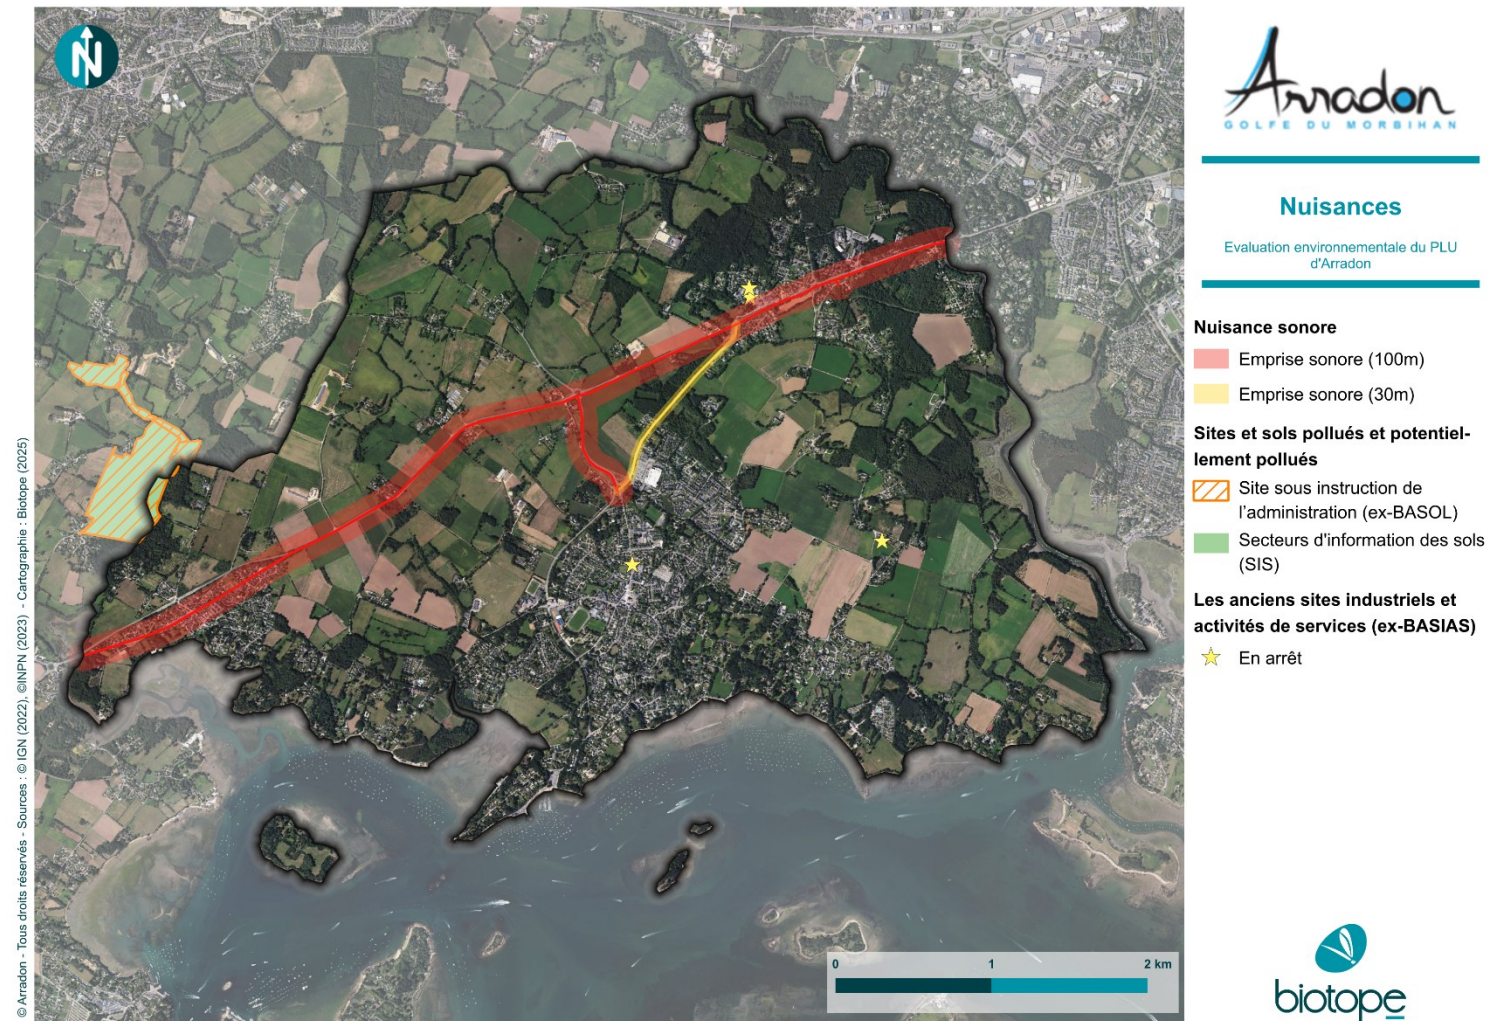 N
Arradon
GOLFE DU MORBIHAN
Nuisances
Evaluation environnementale du PLU
d'Arradon
Nuisance sonore
Emprise sonore (100m)
Emprise sonore (30m)
Sites et sols pollués et potentiel-
lement pollués
Site sous instruction de
l'administration (ex-BASOL)
Secteurs d'information des sols
(SIS)
Les anciens sites industriels et
activités de services (ex-BASIAS)
En arrêt
0 1 2 km
biotope
© Arradon - Tous droits réservés - Sources : © IGN (2022), ©INPN (2023) - Cartographie : Biotope (2025)